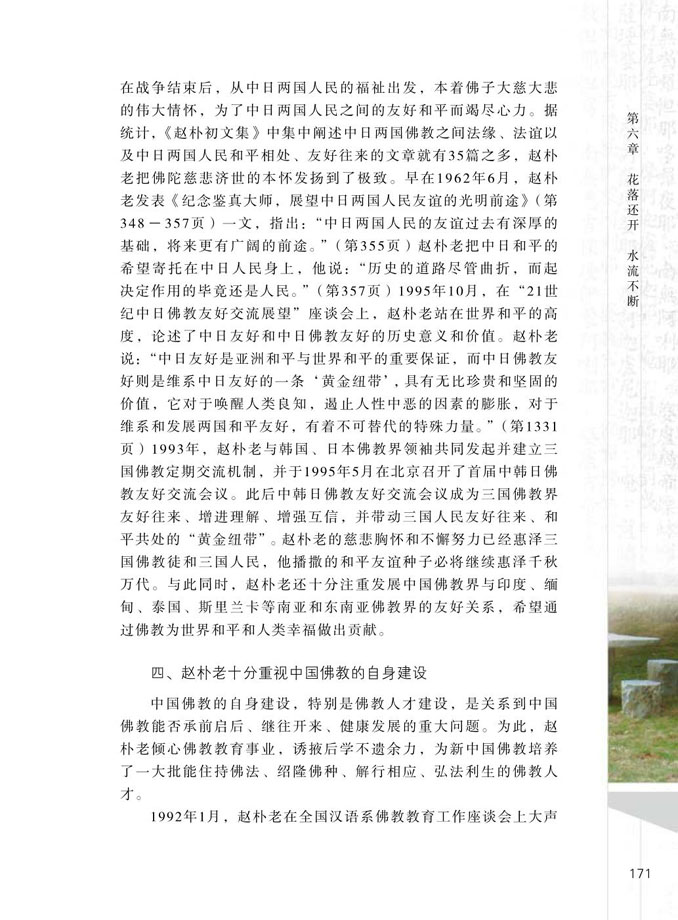 在战争结束后，从中日两国人民的福祉出发，本着佛子大慈大悲
的伟大情怀，为了中日两国人民之间的友好和平而竭尽心力。据
统计，《赵朴初文集》中集中阐述中日两国佛教之间法缘、法谊以
及中日两国人民和平相处、友好往来的文章就有35篇之多，赵朴
老把佛陀慈悲济世的本怀发扬到了极致。早在1962年6月，赵朴
老发表《纪念鉴真大师，展望中日两国人民友谊的光明前途》（第
348－357页）一文，指出：“中日两国人民的友谊过去有深厚的
基础，将来更有广阔的前途。”（第355页）赵朴老把中日和平的
希望寄托在中日人民身上，他说：“历史的道路尽管曲折，而起
决定作用的毕竟还是人民。”（第357页）1995年10月，在“21世
纪中日佛教友好交流展望”座谈会上，赵朴老站在世界和平的高
度，论述了中日友好和中日佛教友好的历史意义和价值。赵朴老
说：“中日友好是亚洲和平与世界和平的重要保证，而中日佛教友
好则是维系中日友好的一条‘黄金纽带’，具有无比珍贵和坚固的
价值，它对于唤醒人类良知，遏止人性中恶的因素的膨胀，对于
维系和发展两国和平友好，有着不可替代的特殊力量。”（第1331
页）1993年，赵朴老与韩国、日本佛教界领袖共同发起并建立三
国佛教定期交流机制，并于1995年5月在北京召开了首届中韩日佛
教友好交流会议。此后中韩日佛教友好交流会议成为三国佛教界
友好往来、增进理解、增强互信，并带动三国人民友好往来、和
平共处的“黄金纽带”。赵朴老的慈悲胸怀和不懈努力已经惠泽三
国佛教徒和三国人民，他播撒的和平友谊种子必将继续惠泽千秋
万代。与此同时，赵朴老还十分注重发展中国佛教界与印度、缅
甸、泰国、斯里兰卡等南亚和东南亚佛教界的友好关系，希望通
过佛教为世界和平和人类幸福做出贡献。
四、赵朴老十分重视中国佛教的自身建设
中国佛教的自身建设，特别是佛教人才建设，是关系到中国
佛教能否承前启后、继往开来、健康发展的重大问题。为此，赵
朴老倾心佛教教育事业，诱掖后学不遗余力，为新中国佛教培养
了一大批能住持佛法、绍隆佛种、解行相应、弘法利生的佛教人
才。
1992年1月，赵朴老在全国汉语系佛教教育工作座谈会上大声
第六章 花落还开 水流不断
171